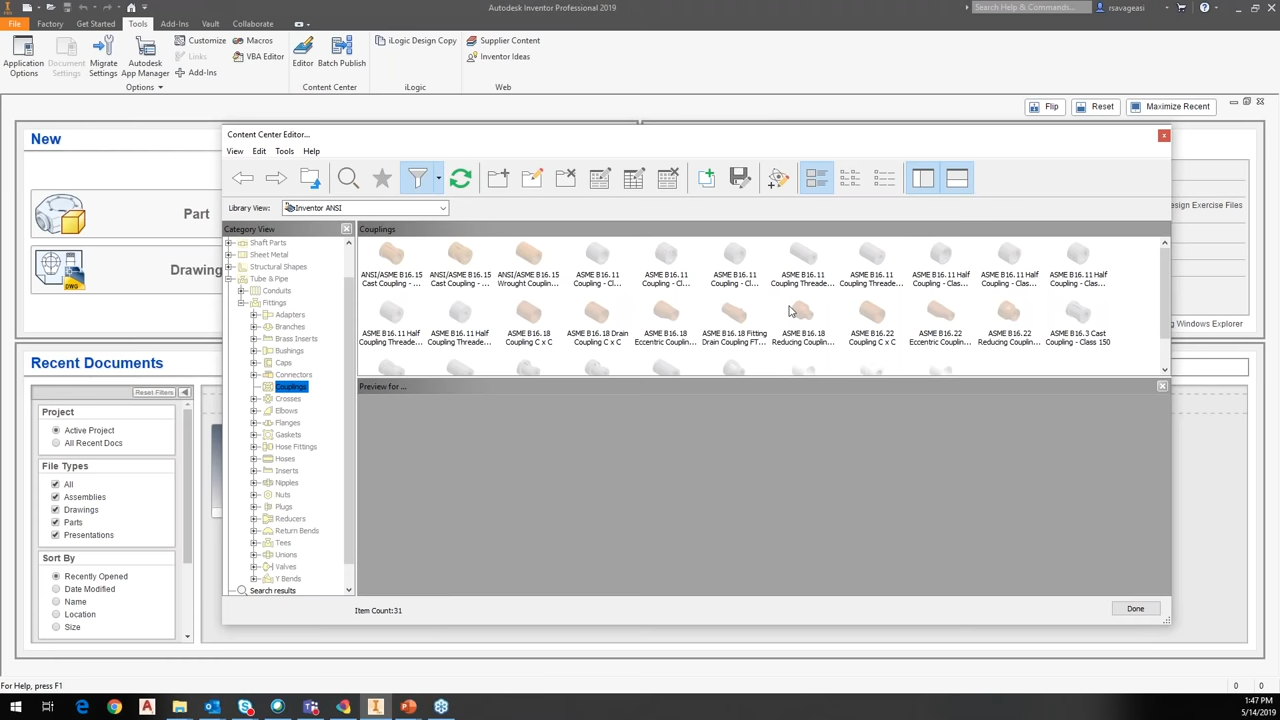 Autodesk Inventor Professional 2019
Search Help & Commands...
rsavageasi
File
Factory
Get Started
Tools
Add-Ins
Vault
Collaborate
Application Options
Document Settings
Migrate Settings
Autodesk App Manager
Customize
Links
Add-Ins
Macros
VBA Editor
Editor
Batch Publish
iLogic Design Copy
Supplier Content
Inventor Ideas
Options
Content Center
iLogic
Web
Flip
Reset
Maximize Recent
New
Part
Drawing
DWG
Recent Documents
Reset Filters
Project
Active Project
All Recent Docs
File Types
All
Assemblies
Drawings
Parts
Presentations
Sort By
Recently Opened
Date Modified
Name
Location
Size
esign Exercise Files
ng Windows Explorer
Content Center Editor...
View
Edit
Tools
Help
Library View:
Inventor ANSI
Category View
Shaft Parts
Sheet Metal
Structural Shapes
Tube & Pipe
Conduits
Fittings
Adapters
Branches
Brass Inserts
Bushings
Caps
Connectors
Couplings
Crosses
Elbows
Flanges
Gaskets
Hose Fittings
Hoses
Inserts
Nipples
Nuts
Plugs
Reducers
Return Bends
Tees
Unions
Valves
Y Bends
Search results
Couplings
ANSI/ASME B16.15 Cast Coupling - ...
ANSI/ASME B16.15 Cast Coupling - ...
ANSI/ASME B16.15 Wrought Couplin...
ASME B16.11 Coupling - Cl...
ASME B16.11 Coupling - Cl...
ASME B16.11 Coupling - Cl...
ASME B16.11 Coupling Threade...
ASME B16.11 Coupling Threade...
ASME B16.11 Half Coupling - Clas...
ASME B16.11 Half Coupling - Clas...
ASME B16.11 Half Coupling - Clas...
ASME B16.11 Half Coupling Threade...
ASME B16.11 Half Coupling Threade...
ASME B16.18 Coupling C x C
ASME B16.18 Drain Coupling C x C
ASME B16.18 Eccentric Couplin...
ASME B16.18 Fitting Drain Coupling FT...
ASME B16.18 Reducing Couplin...
ASME B16.22 Coupling C x C
ASME B16.22 Eccentric Couplin...
ASME B16.22 Reducing Couplin...
ASME B16.3 Cast Coupling - Class 150
Preview for ...
Item Count:31
Done
For Help, press F1
0
0
1:47 PM
5/14/2019